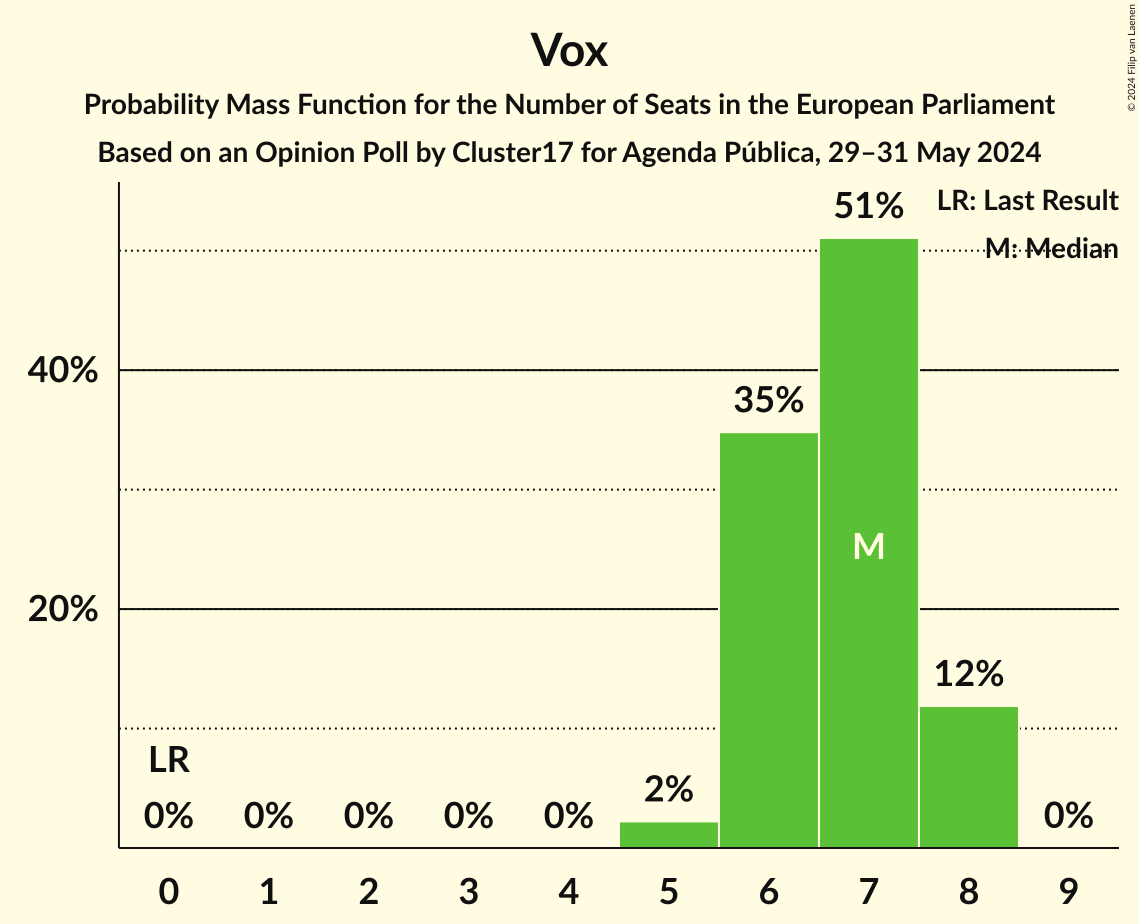 Vox
Probability Mass Function for the Number of Seats in the European Parliament
Based on an Opinion Poll by Cluster17 for Agenda Pública, 29–31 May 2024
© 2024 Filip van Laenen
LR: Last Result
M: Median
51%
40%
35%
M
20%
12%
LR
2%
0% 0% 0% 0% 0% 0%
0 1 2 3 4 5 6 7 8 9